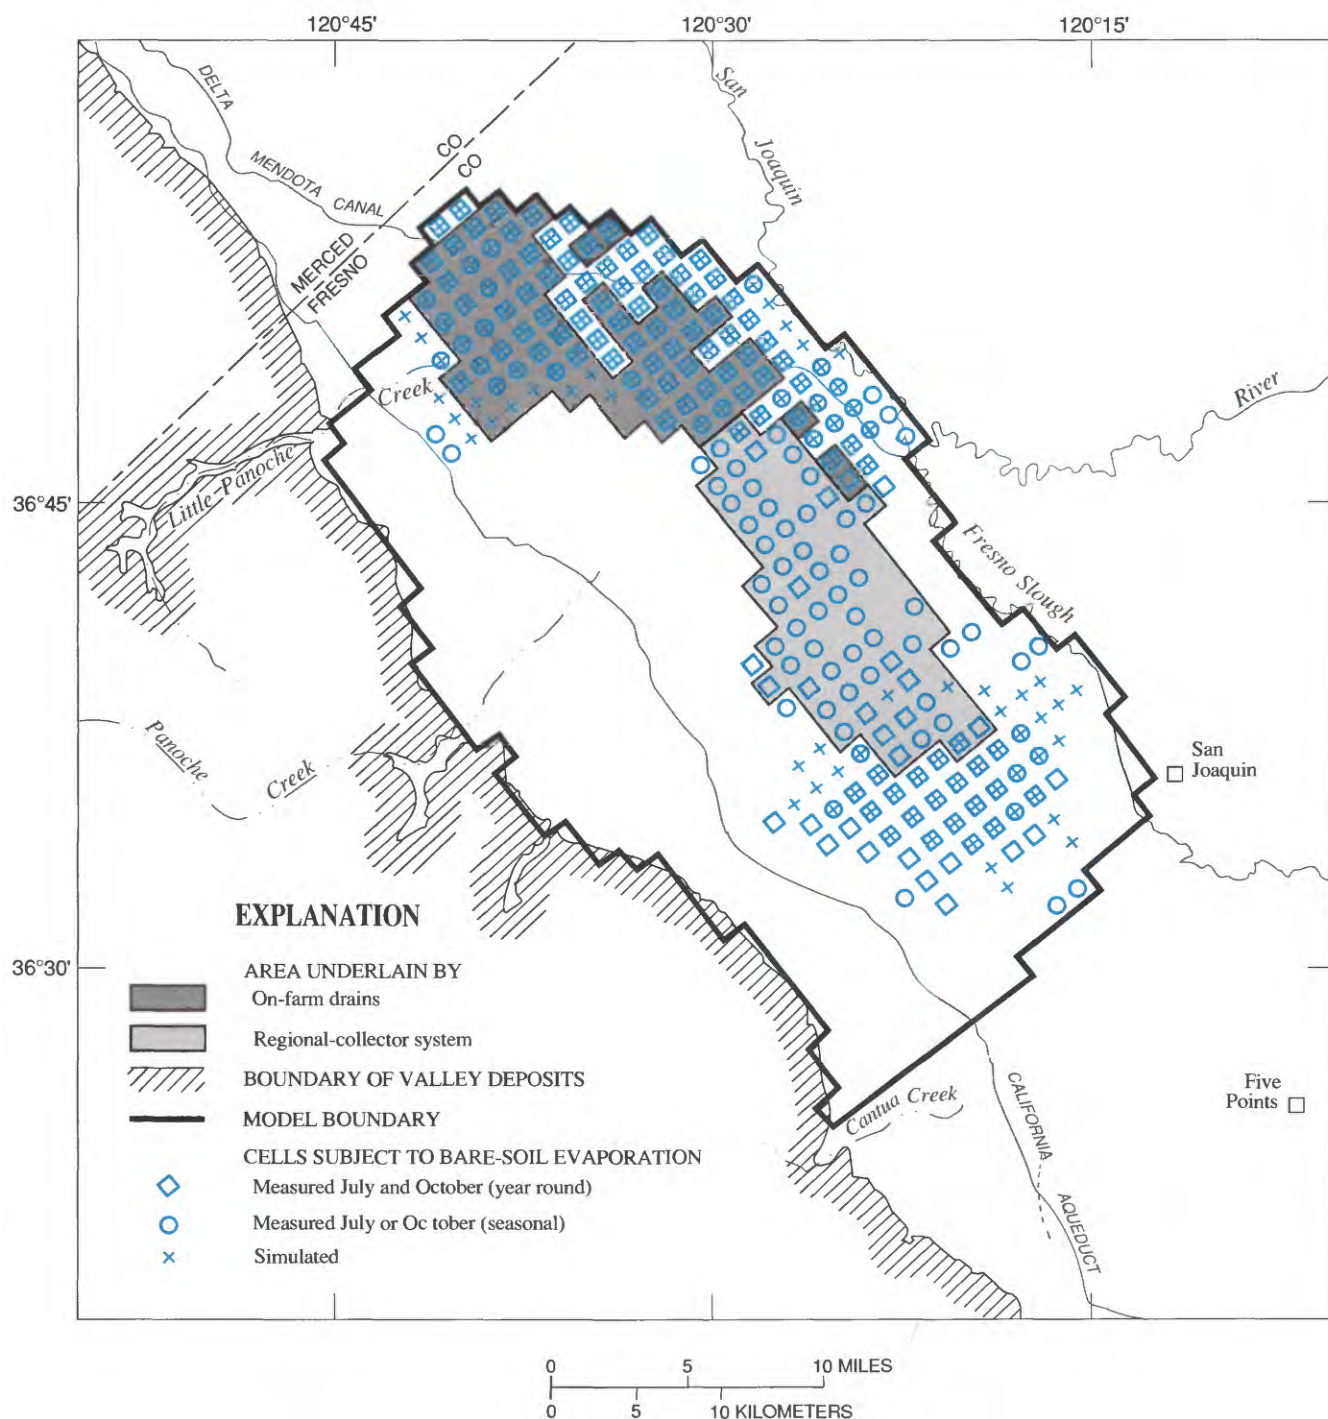 120°45' 120°30' 120°15'
DELTA
MENDOTA CANAL
CO
CO
MERCED
FRESNO
San
Joaquin
River
Creek
Little Panoche
36°45'
Fresno Slough
Panoche
Creek
San
Joaquin
EXPLANATION
36°30'
AREA UNDERLAIN BY
On-farm drains
Regional-collector system
BOUNDARY OF VALLEY DEPOSITS
MODEL BOUNDARY
CELLS SUBJECT TO BARE-SOIL EVAPORATION
Measured July and October (year round)
Measured July or Oc tober (seasonal)
Simulated
Cantua Creek
CALIFORNIA
AQUEDUCT
Five
Points
0 5 10 MILES
0 5 10 KILOMETERS